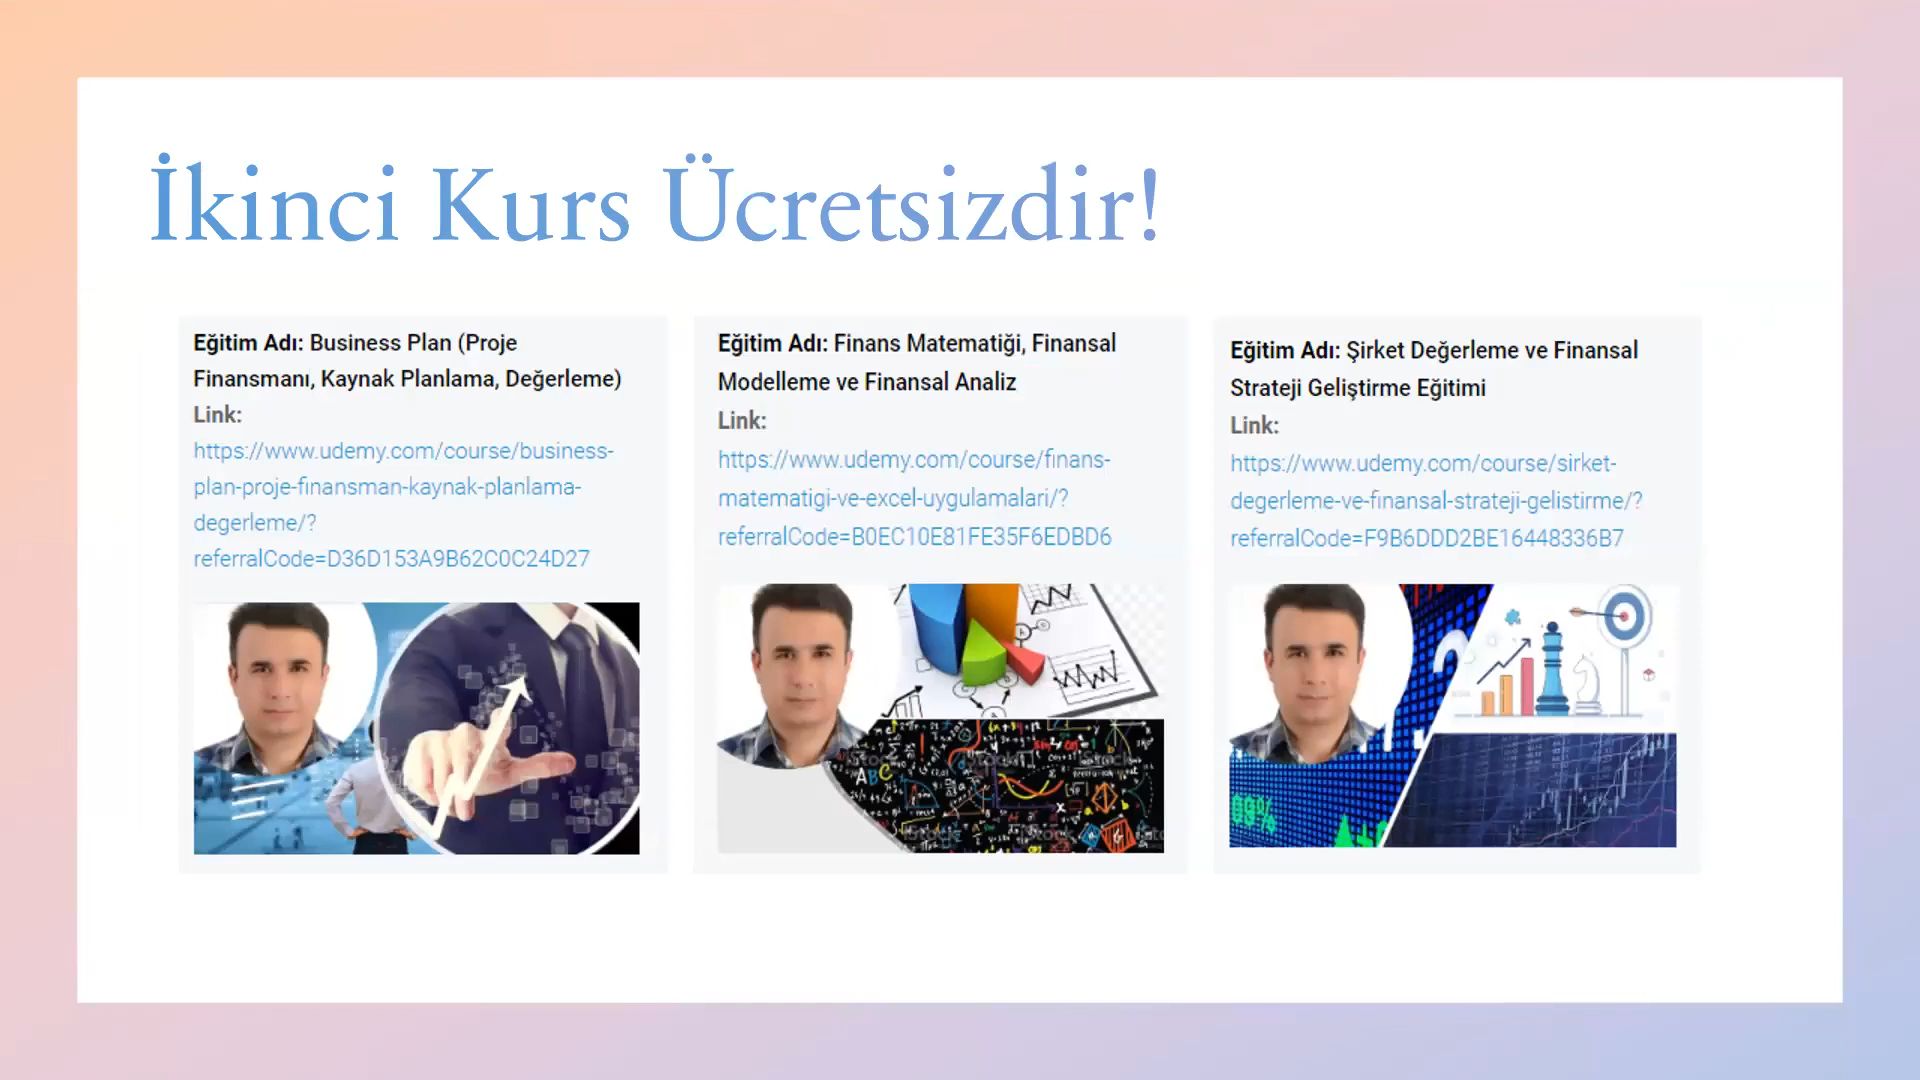 İkinci Kurs Ücretsizdir!
Eğitim Adı: Business Plan (Proje
Finansmanı, Kaynak Planlama, Değerleme)
Link:
https://www.udemy.com/course/business-
plan-proje-finansman-kaynak-planlama-
degerleme/?
referralCode=D36D153A9B62C0C24D27
Eğitim Adı: Finans Matematiği, Finansal
Modelleme ve Finansal Analiz
Link:
https://www.udemy.com/course/finans-
matematigi-ve-excel-uygulamalari/?
referralCode=B0EC10E81FE35F6EDBD6
ABC
iStock
Eğitim Adı: Şirket Değerleme ve Finansal
Strateji Geliştirme Eğitimi
Link:
https://www.udemy.com/course/sirket-
degerleme-ve-finansal-strateji-gelistirme/?
referralCode=F9B6DDD2BE16448336B7